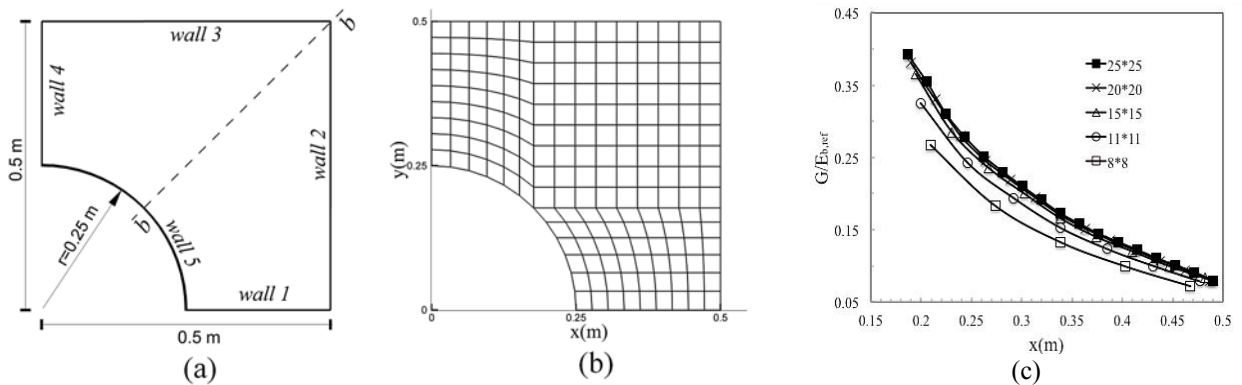 wall 3
b̅
wall 4
wall 2
0.5 m
r=0.25 m
b̅
wall 5
wall 1
0.5 m
(a)
0.5
y(m)
0.25
0
0
0.25
0.5
x(m)
(b)
0.45
0.35
0.25
0.15
0.05
G/Eb,ref
25*25
20*20
15*15
11*11
8*8
0.15
0.2
0.25
0.3
0.35
0.4
0.45
0.5
x(m)
(c)